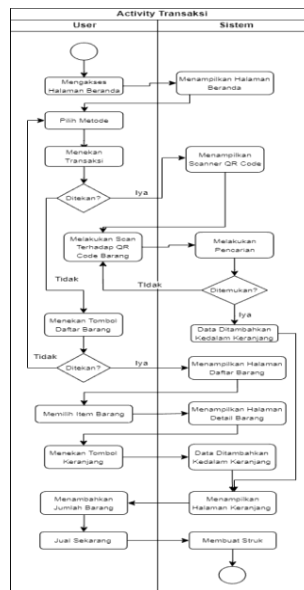 Activity Transaksi
User
Sistem
Mengakses
Halaman Beranda
Menampilkan Halaman
Beranda
Pilih Metode
Menekan
Transaksi
Menampilkan
Scanner QR Code
Ditekan?
Iya
Melakukan Scan
Terhadap QR
Code Barang
Melakukan
Pencarian
Tidak
TIdak
Ditemukan?
Iya
Menekan Tombol
Daftar Barang
Data Ditambahkan
Kedalam Keranjang
Tidak
Ditekan?
Iya
Menampilkan Halaman
Daftar Barang
Memilih Item Barang
Menampilkan Halaman
Detail Barang
Menekan Tombol
Keranjang
Data Ditambahkan
Kedalam Keranjang
Menambahkan
Jumlah Barang
Menampilkan
Halaman Keranjang
Jual Sekarang
Membuat Struk